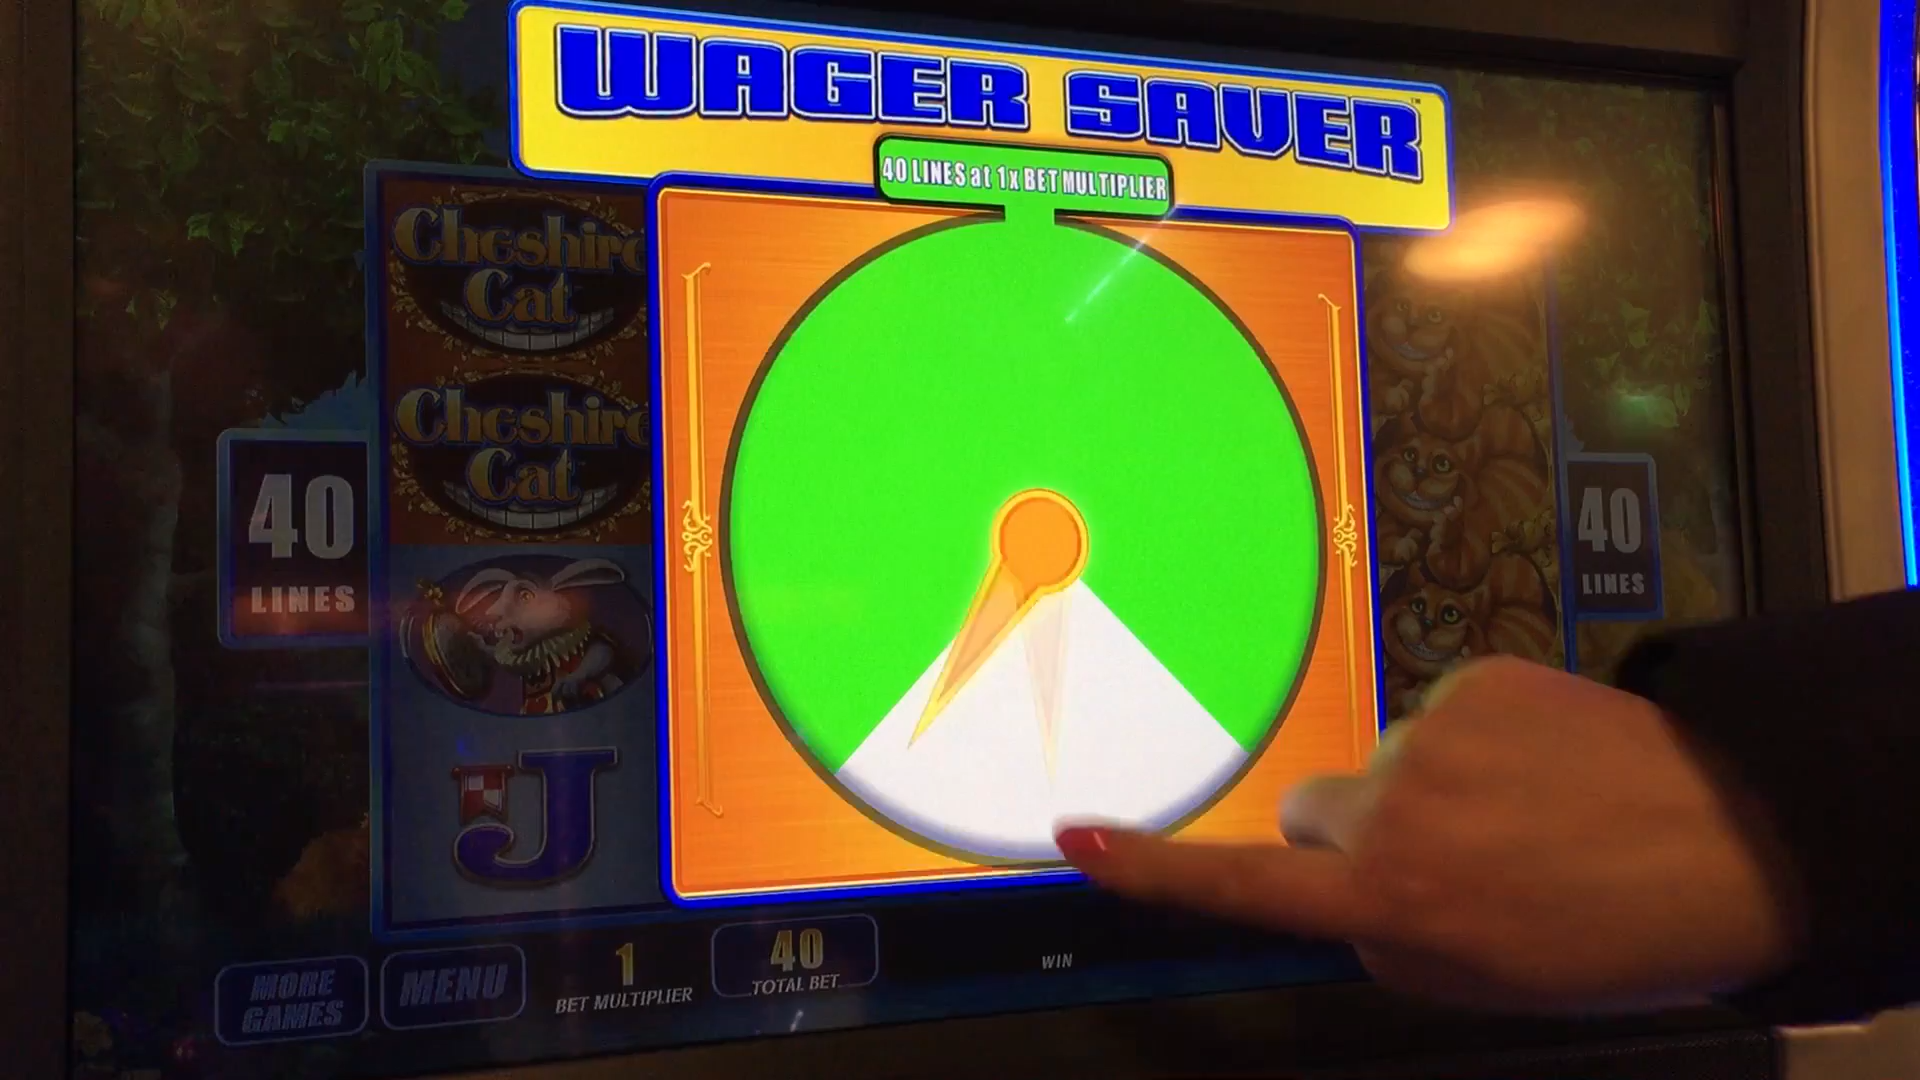 WAGER SAVER™
40 LINES at 1x BET MULTIPLIER
Cheshire
Cat
Cheshire
Cat
40
LINES
40
LINES
J
MORE
GAMES
MENU
1
BET MULTIPLIER
40
TOTAL BET
WIN